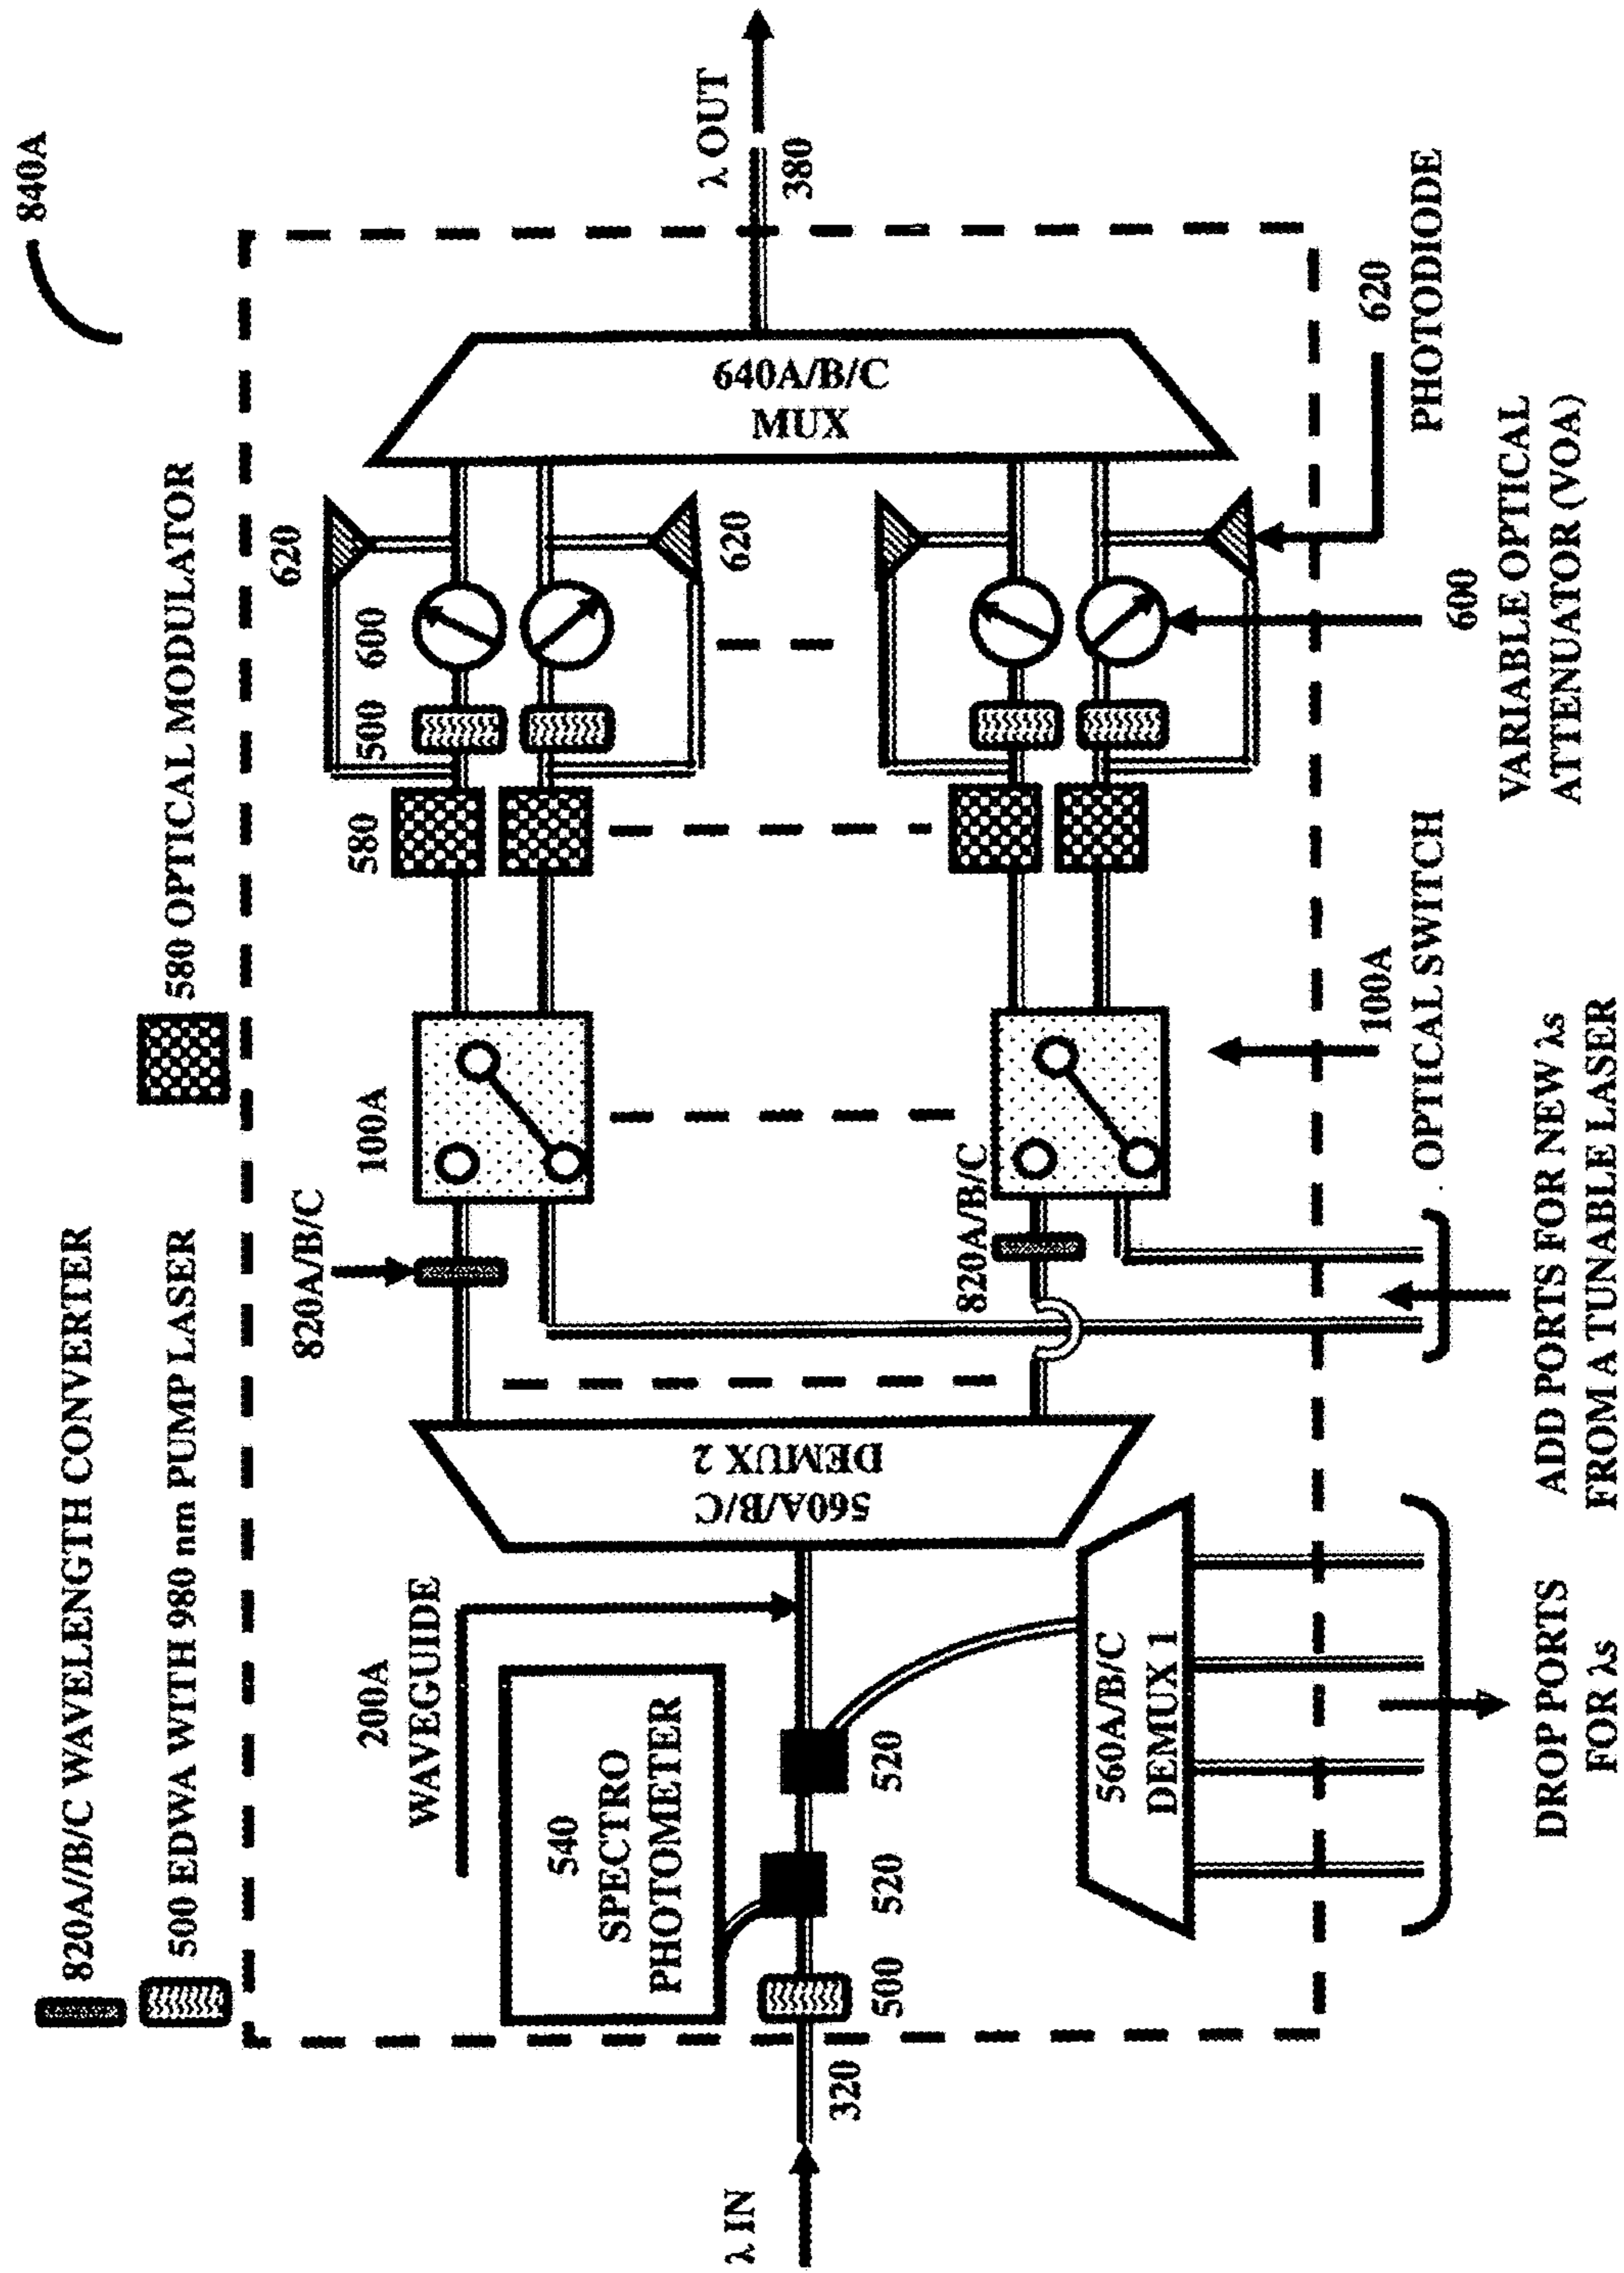 840A
820A//B/C WAVELENGTH CONVERTER
500 EDWA WITH 980 nm PUMP LASER
580 OPTICAL MODULATOR
λ IN
320
500
540
SPECTRO
PHOTOMETER
520
520
200A
WAVEGUIDE
560A/B/C
DEMUX 1
560A/B/C
DEMUX 2
820A/B/C
820A/B/C
100A
580
500
600
620
620
640A/B/C
MUX
λ OUT
380
DROP PORTS
FOR λs
ADD PORTS FOR NEW λs
FROM A TUNABLE LASER
100A
OPTICAL SWITCH
600
VARIABLE OPTICAL
ATTENUATOR (VOA)
620
PHOTODIODE